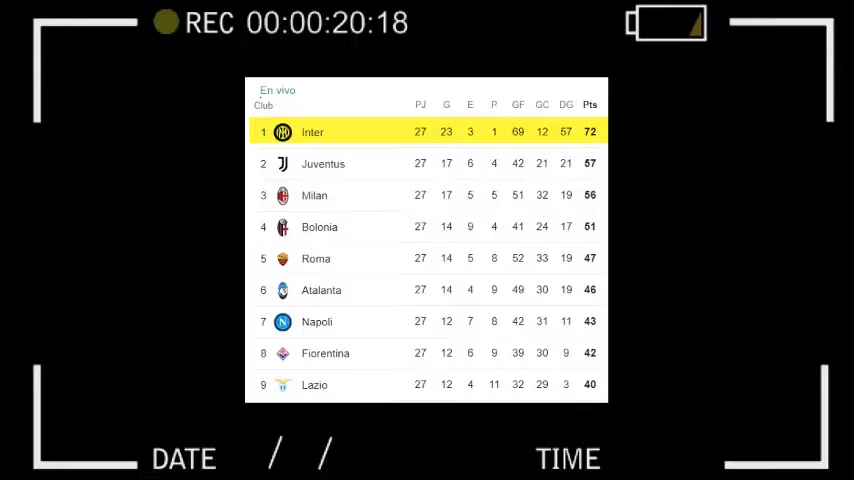 REC 00:00:20:18
En vivo
Club PJ G E P GF GC DG Pts
1 Inter 27 23 3 1 69 12 57 72
2 Juventus 27 17 6 4 42 21 21 57
3 Milan 27 17 5 5 51 32 19 56
4 Bolonia 27 14 9 4 41 24 17 51
5 Roma 27 14 5 8 52 33 19 47
6 Atalanta 27 14 4 9 49 30 19 46
7 Napoli 27 12 7 8 42 31 11 43
8 Fiorentina 27 12 6 9 39 30 9 42
9 Lazio 27 12 4 11 32 29 3 40
DATE / / TIME